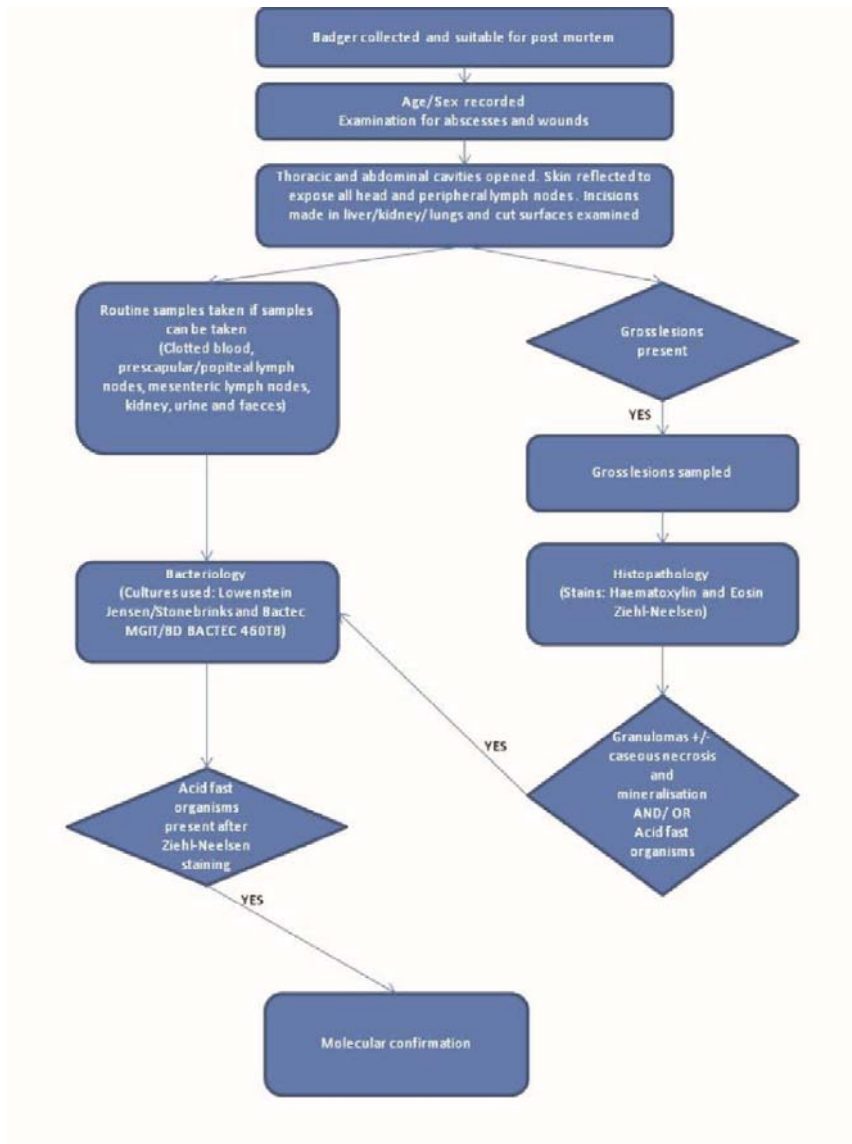 Badger collected and suitable for post mortem
Age/Sex recorded
Examination for abscesses and wounds
Thoracic and abdominal cavities opened. Skin reflected to
expose all head and peripheral lymph nodes. Incisions
made in liver/kidney/ lungs and cut surfaces examined
Routine samples taken if samples
can be taken
(Clotted blood,
prescapular/popiteal lymph
nodes, mesenteric lymph nodes,
kidney, urine and faeces)
Gross lesions
present
YES
Gross lesions sampled
Histopathology
(Stains: Haematoxylin and Eosin
Ziehl-Neelsen)
Granulomas +/-
caseous necrosis
and
mineralisation
AND/ OR
Acid fast
organisms
YES
Bacteriology
(Cultures used: Lowenstein
Jensen/Stonebrinks and Bactec
MGIT/BD BACTEC 460TB)
Acid fast
organisms
present after
Ziehl-Neelsen
staining
YES
Molecular confirmation